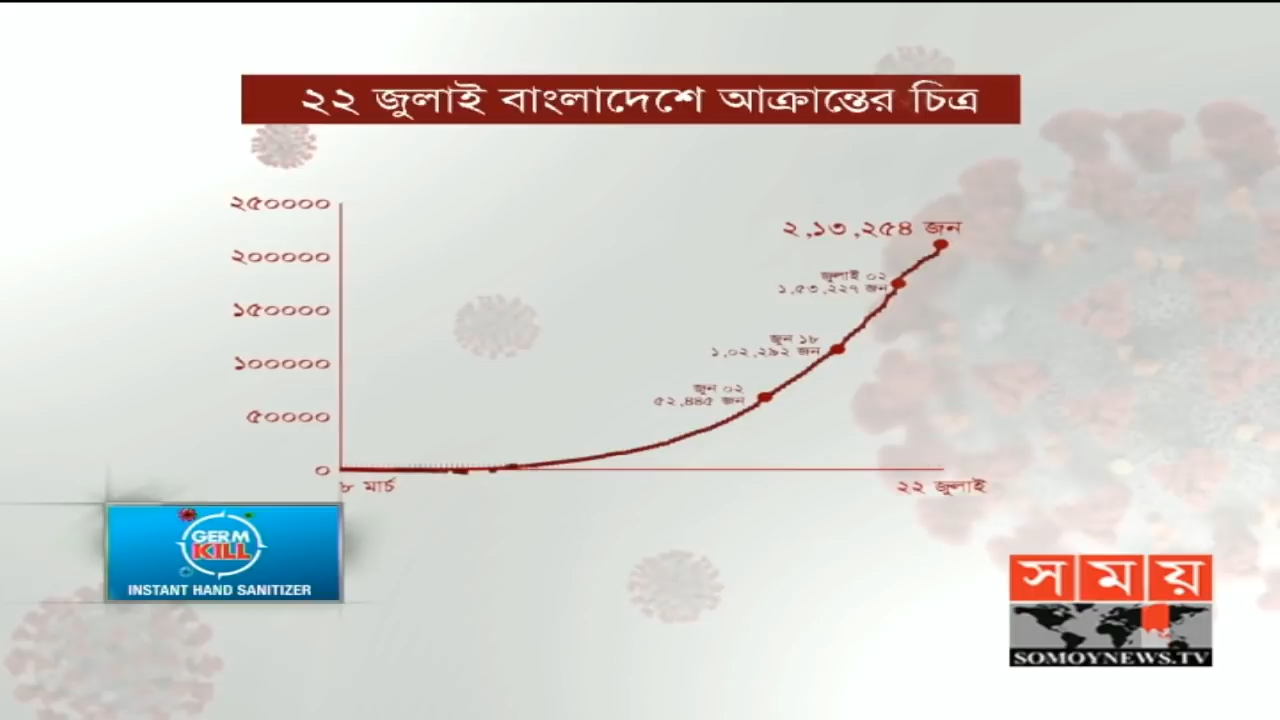 ২২ জুলাই বাংলাদেশে আক্রান্তের চিত্র
২৫০০০০
২০০০০০
১৫০০০০
১০০০০০
৫০০০০
০
২,১৩,২৫৪ জন
জুলাই ০২
১,৫৩,২২৭ জন
জুন ১৮
১,০২,২৯২ জন
জুন ০২
৫২,৪৪৫ জন
৮ মার্চ
২২ জুলাই
GERM
KILL
INSTANT HAND SANITIZER
সময়
SOMOYNEWS.TV